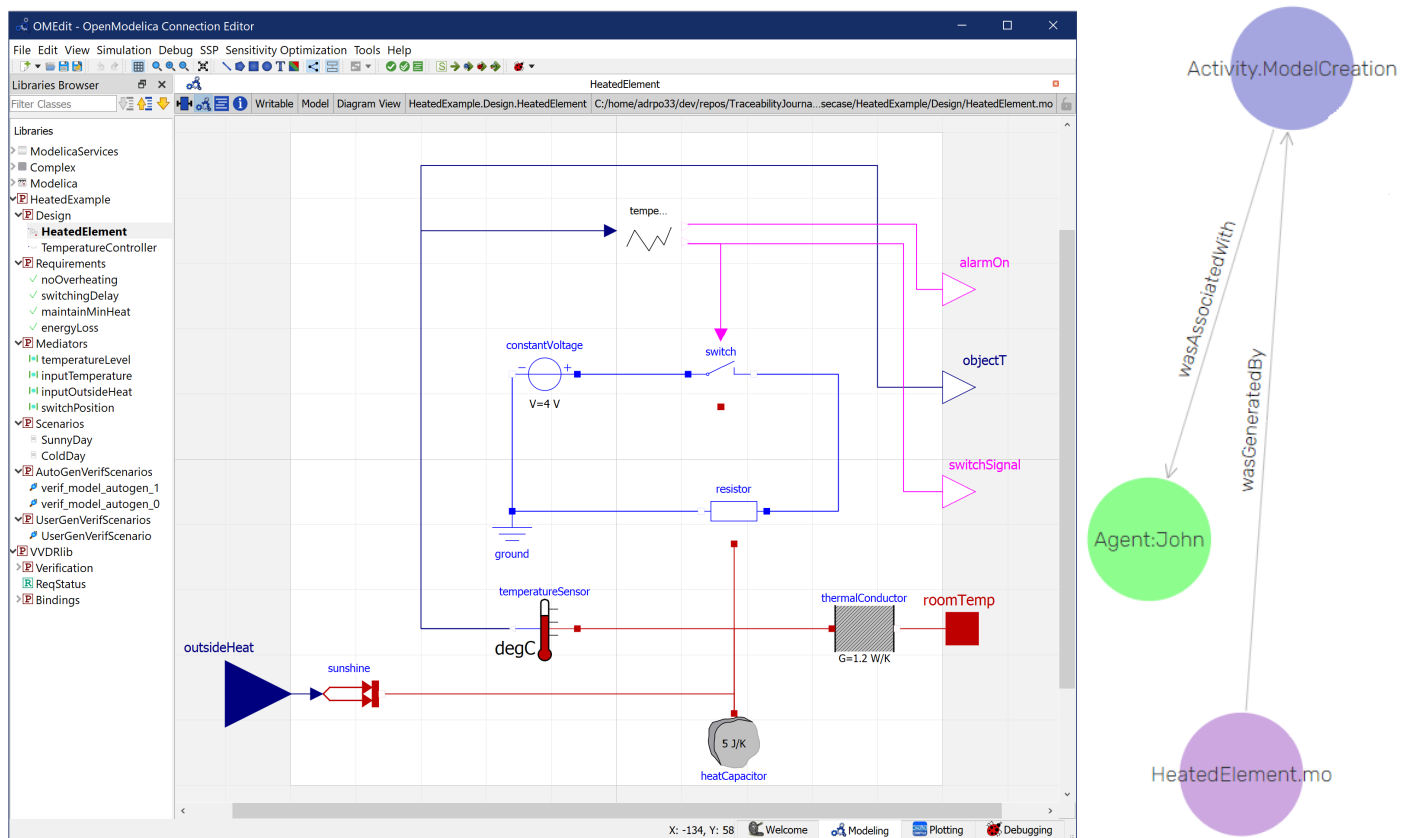 OMEdit - OpenModelica Connection Editor
File Edit View Simulation Debug SSP Sensitivity Optimization Tools Help
Libraries Browser
HeatedElement
Filter Classes
Writable Model Diagram View HeatedExample.Design.HeatedElement C:/home/adrpo33/dev/repos/TraceabilityJourna...secase/HeatedExample/Design/HeatedElement.mo
Libraries
ModelicaServices
Complex
Modelica
HeatedExample
Design
HeatedElement
TemperatureController
Requirements
noOverheating
switchingDelay
maintainMinHeat
energyLoss
Mediators
temperatureLevel
inputTemperature
inputOutsideHeat
switchPosition
Scenarios
SunnyDay
ColdDay
AutoGenVerifScenarios
verif_model_autogen_1
verif_model_autogen_0
UserGenVerifScenarios
UserGenVerifScenario
VVDRlib
Verification
ReqStatus
Bindings
tempe...
alarmOn
constantVoltage
switch
objectT
V=4 V
switchSignal
resistor
ground
temperatureSensor
thermalConductor
roomTemp
degC
G=1.2 W/K
outsideHeat
sunshine
5 J/K
heatCapacitor
X: -134, Y: 58 Welcome Modeling Plotting Debugging
Activity.ModelCreation
wasAssociatedWith
wasGeneratedBy
Agent:John
HeatedElement.mo